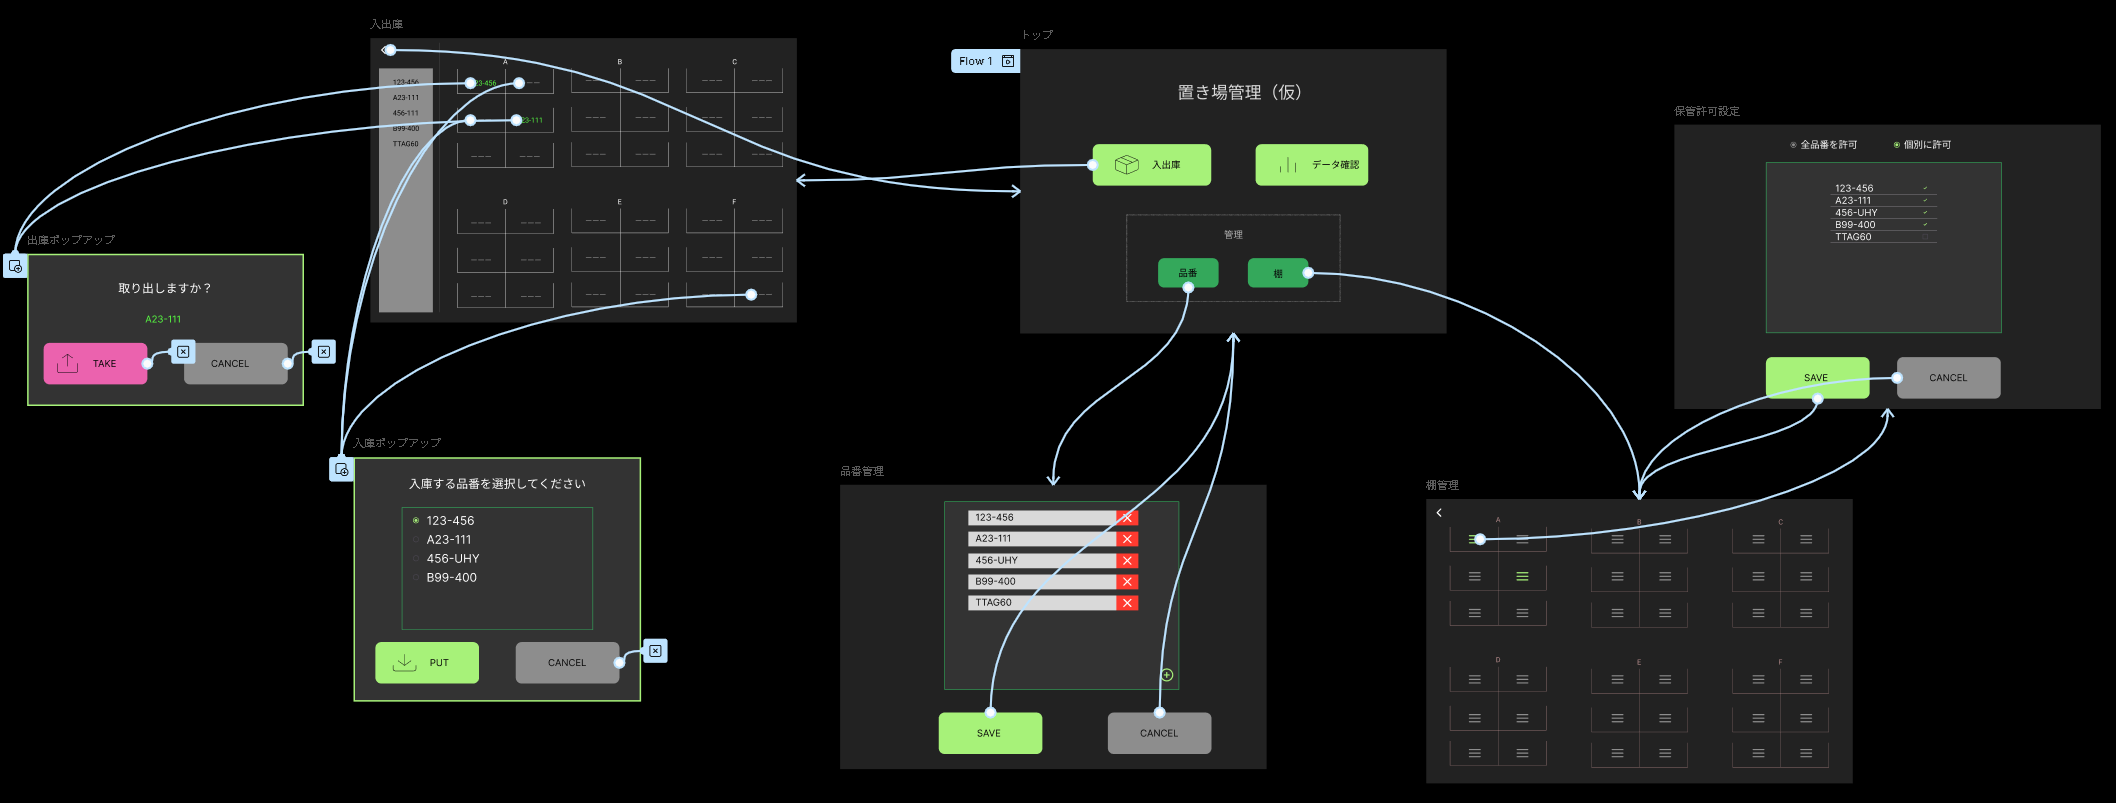 入出庫
A
B
C
123-456
A23-111
456-111
B99-400
TTAG60
23-456
---
--- ---
--- ---
23-111
--- ---
--- ---
--- ---
--- ---
--- ---
D
E
F
--- ---
--- ---
--- ---
--- ---
--- ---
--- ---
--- ---
--- ---
出庫ポップアップ
取り出しますか？
A23-111
TAKE
CANCEL
入庫ポップアップ
入庫する品番を選択してください
123-456
A23-111
456-UHY
B99-400
PUT
CANCEL
トップ
Flow 1
置き場管理（仮）
入出庫
データ確認
管理
品番
棚
品番管理
123-456
A23-111
456-UHY
B99-400
TTAG60
SAVE
CANCEL
保管許可設定
全品番を許可
個別に許可
123-456
A23-111
456-UHY
B99-400
TTAG60
SAVE
CANCEL
棚管理
A
B
C
D
E
F